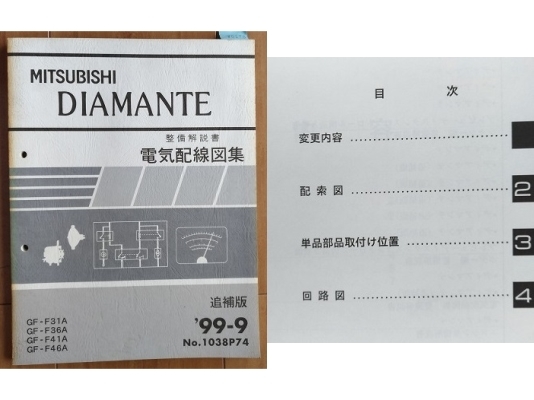 MITSUBISHI
DIAMANTE
整備解説書
電気配線図集
追補版
'99-9
No.1038P74
GF-F31A
GF-F36A
GF-F41A
GF-F46A
目 次
変更内容
配索図 2
単品部品取付け位置 3
回路図 4